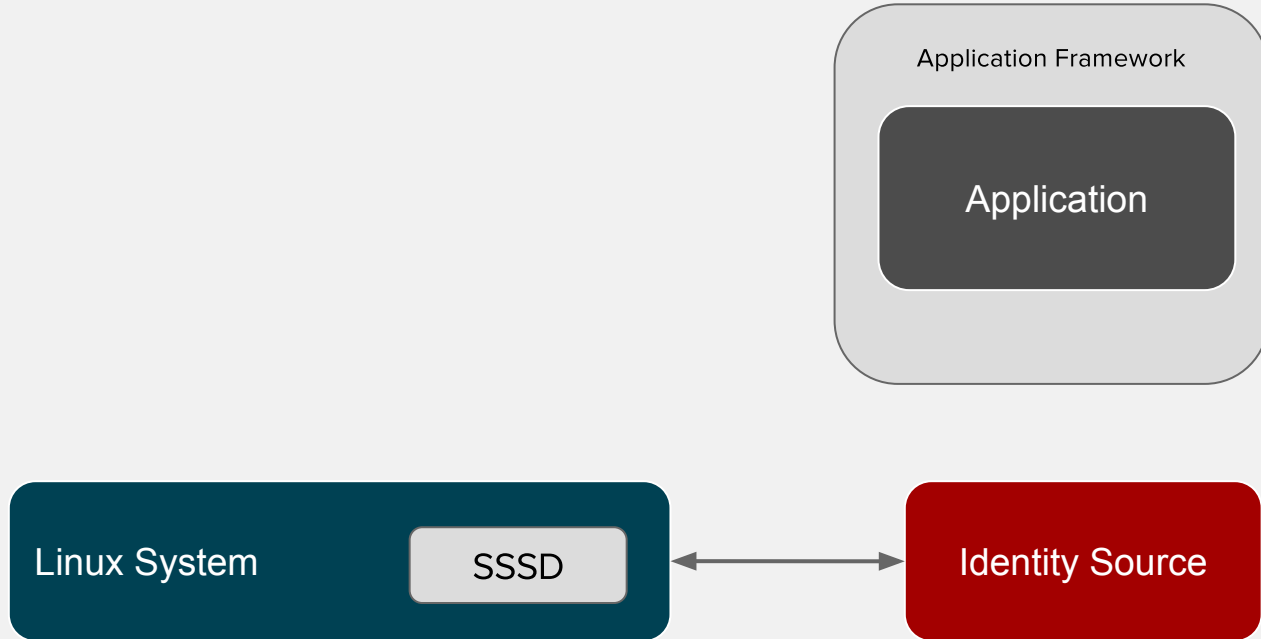 Application Framework
Application
Linux System
SSSD
Identity Source